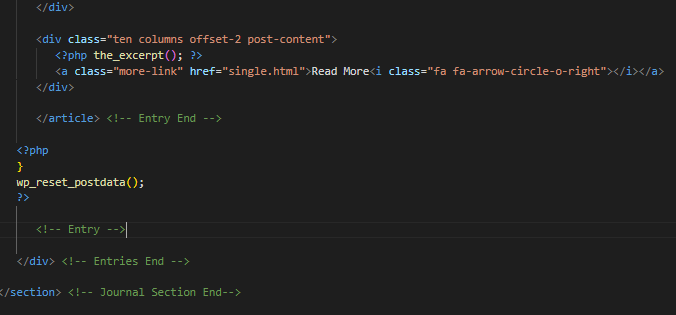 </div>
<div class="ten columns offset-2 post-content">
<?php the_excerpt(); ?>
<a class="more-link" href="single.html">Read More<i class="fa fa-arrow-circle-o-right"></i></a>
</div>
</article> <!-- Entry End -->
<?php
}
wp_reset_postdata();
?>
<!-- Entry -->
</div> <!-- Entries End -->
</section> <!-- Journal Section End-->